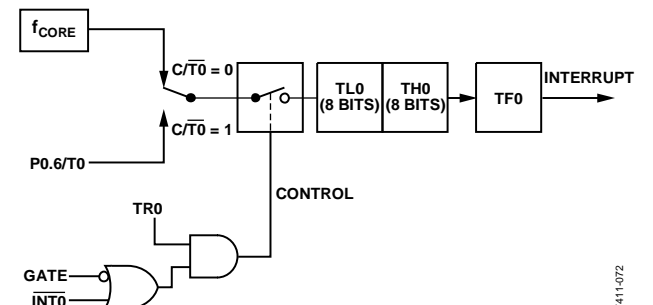 fCORE
C/T0 = 0
C/T0 = 1
P0.6/T0
TL0
(8 BITS)
TH0
(8 BITS)
TF0
INTERRUPT
CONTROL
TR0
GATE
INT0
411-072